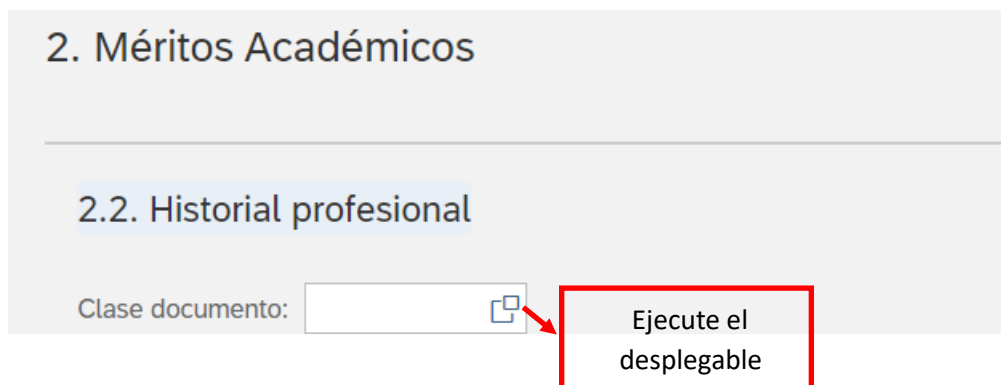 2. Méritos Académicos
2.2. Historial profesional
Clase documento:
Ejecute el
desplegable